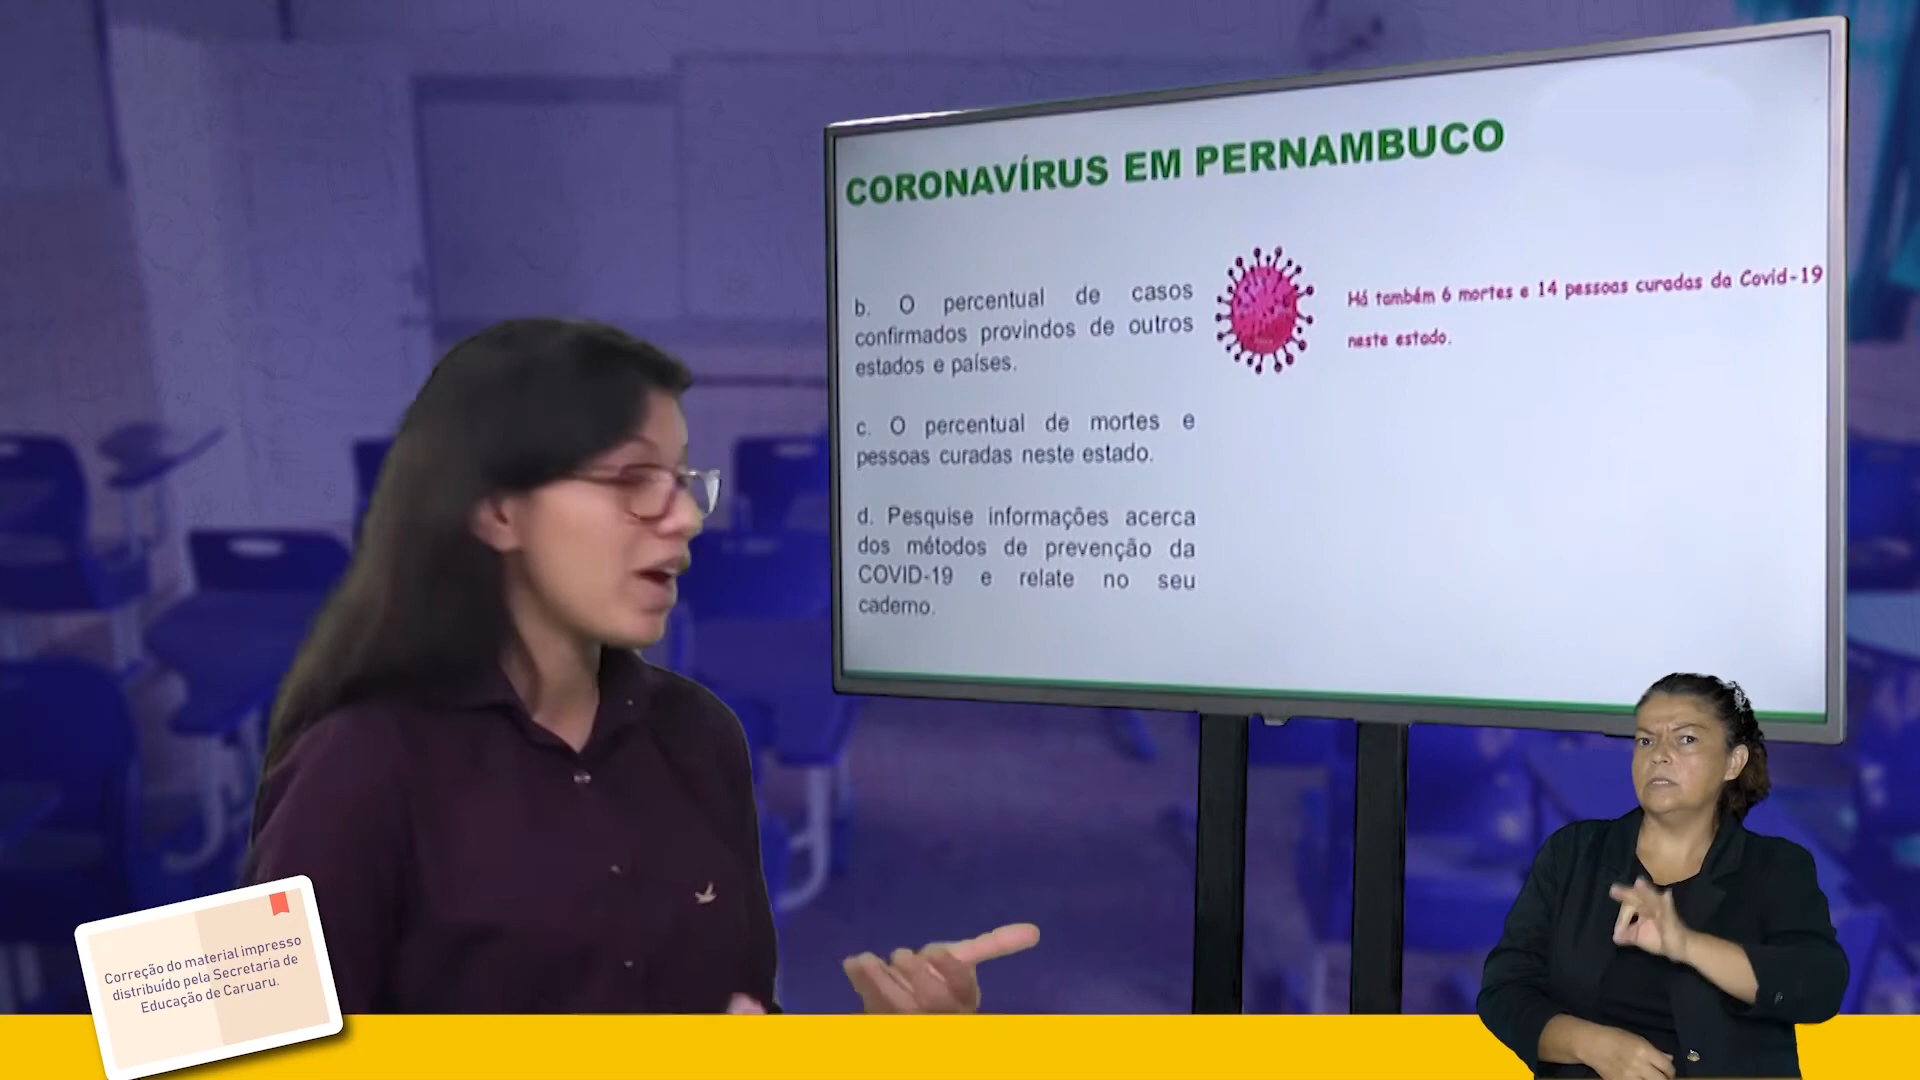 CORONAVÍRUS EM PERNAMBUCO
b. O percentual de casos
confirmados provindos de outros
estados e países.
c. O percentual de mortes e
pessoas curadas neste estado.
d. Pesquise informações acerca
dos métodos de prevenção da
COVID-19 e relate no seu
caderno.
Há também 6 mortes e 14 pessoas curadas da Covid-19
neste estado.
Correção do material impresso
distribuído pela Secretaria de
Educação de Caruaru.